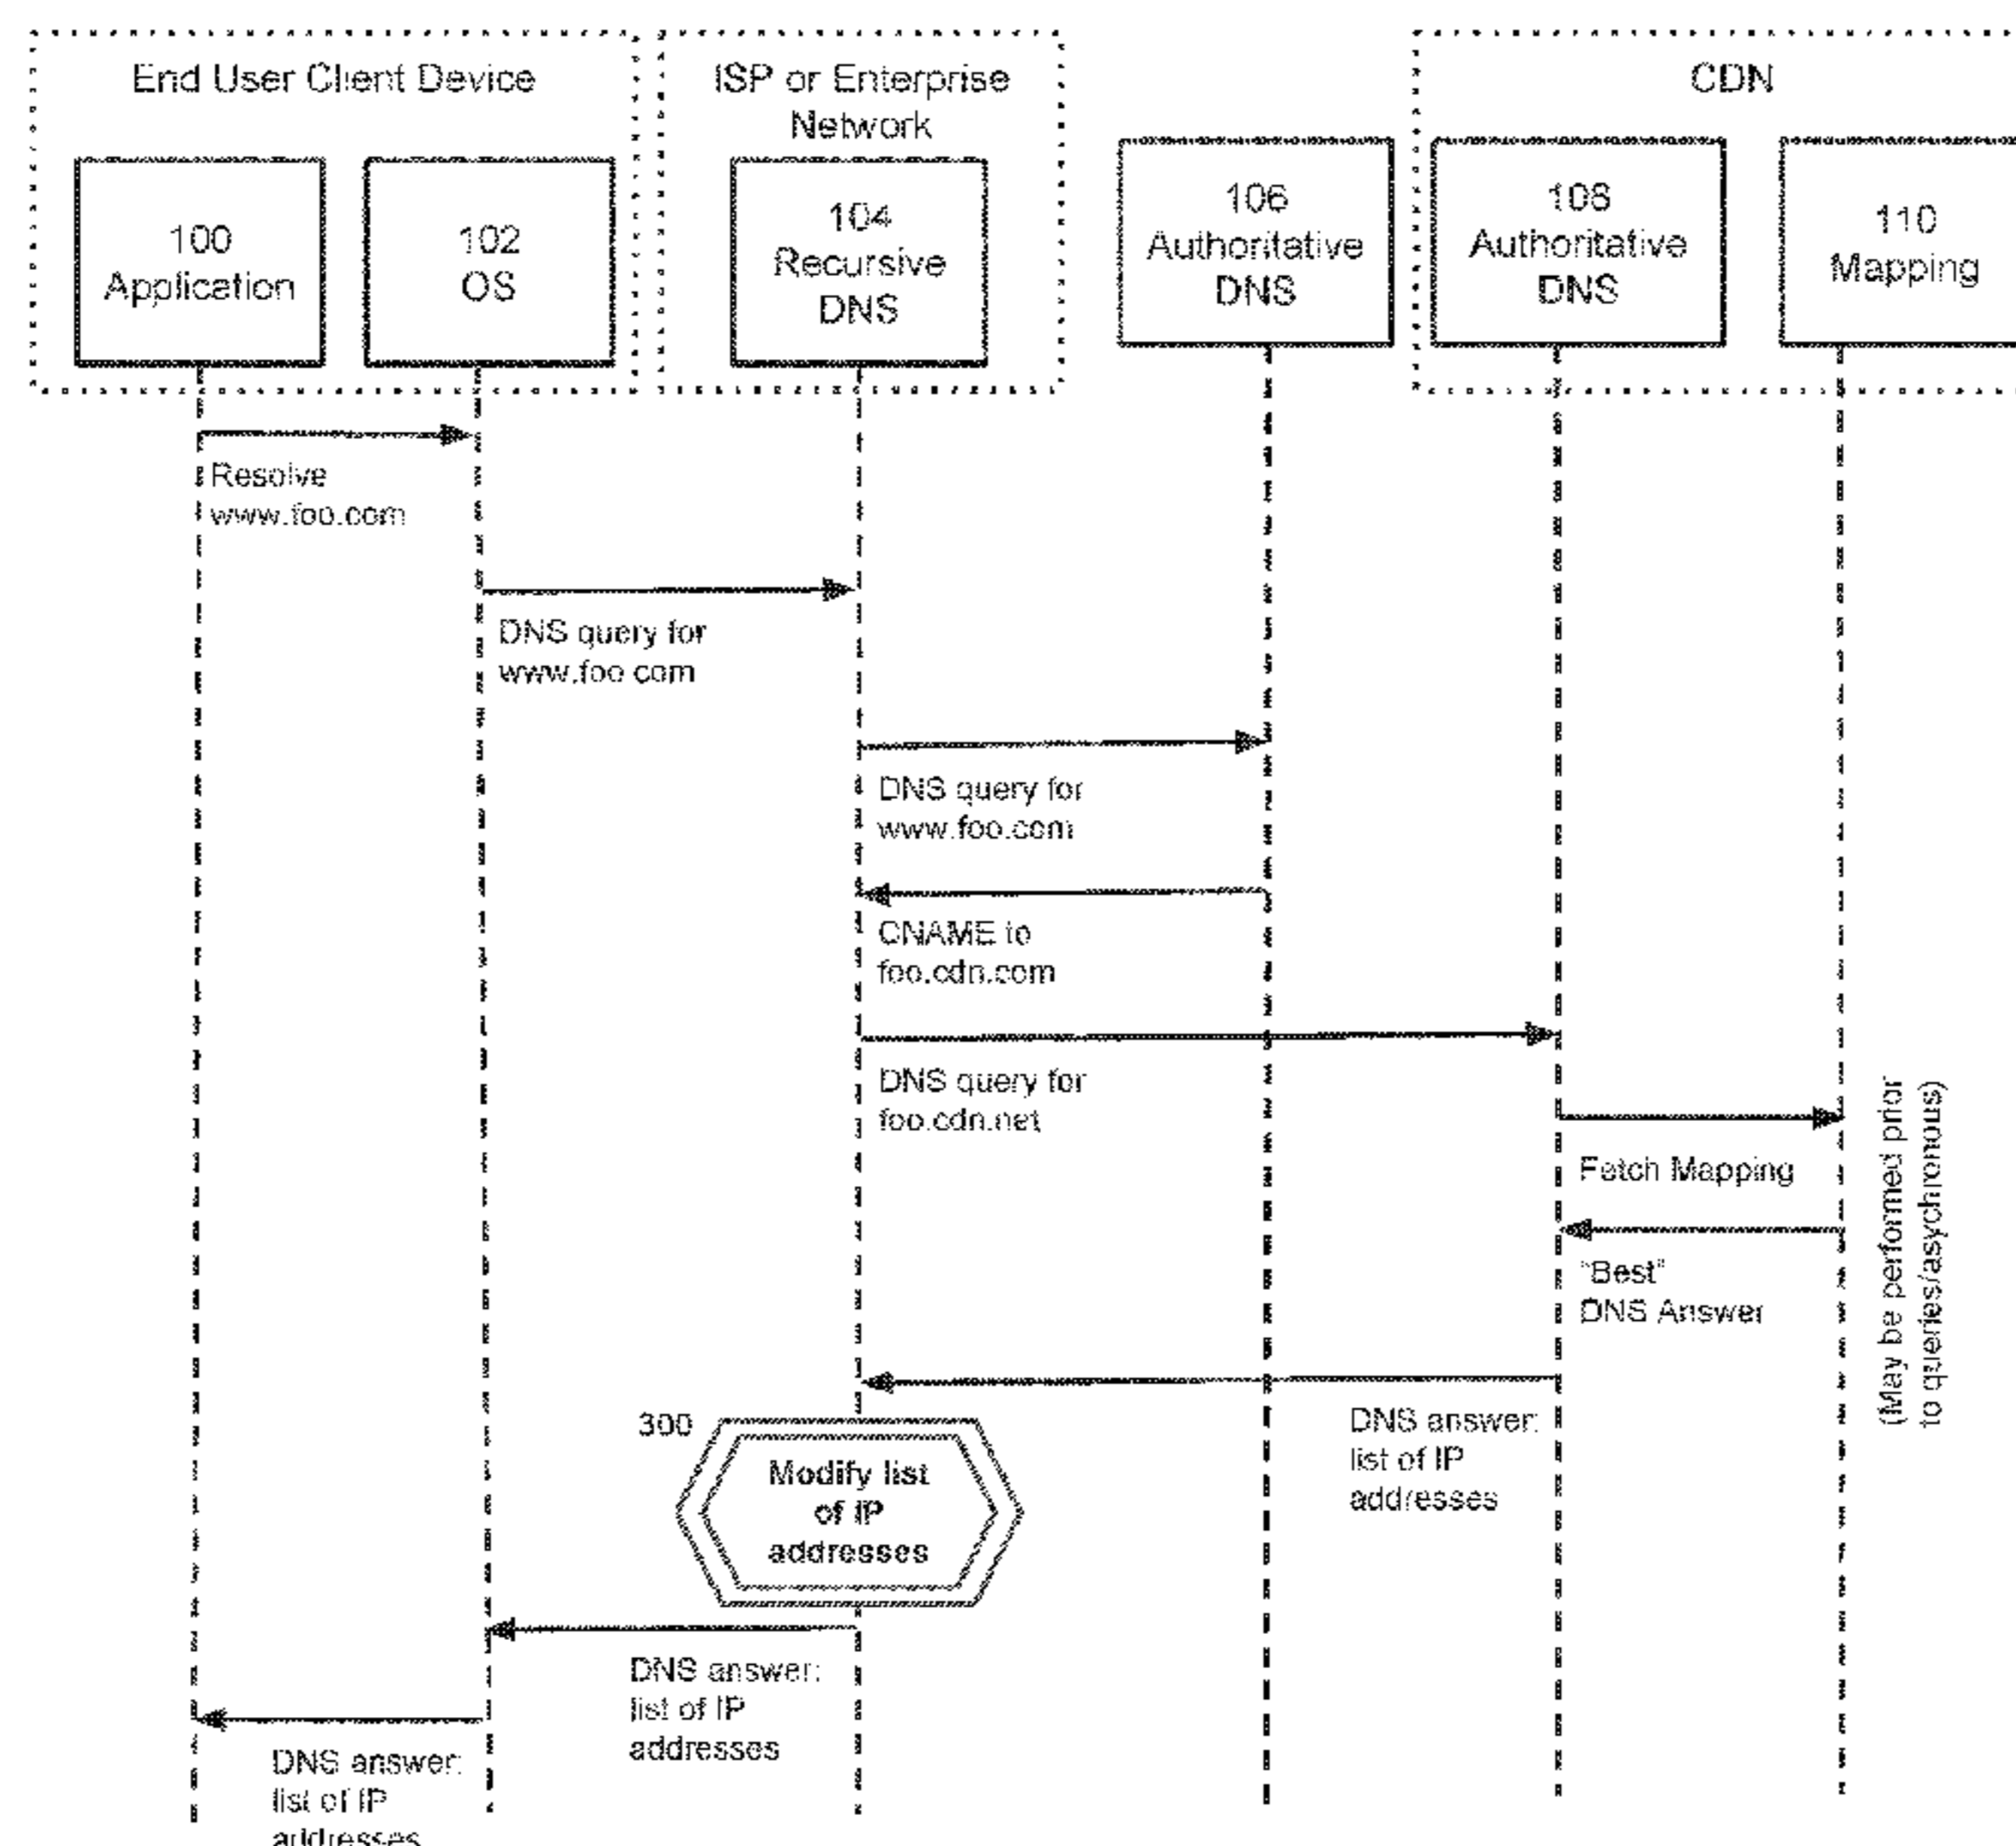 End User Client Device
ISP or Enterprise
Network
CDN
100
Application
102
OS
104
Recursive
DNS
106
Authoritative
DNS
108
Authoritative
DNS
110
Mapping
Resolve
www.foo.com
DNS query for
www.foo.com
DNS query for
www.foo.com
CNAME to
foo.cdn.com
DNS query for
foo.cdn.net
Fetch Mapping
"Best"
DNS Answer
(May be performed prior
to queries/asychronous)
DNS answer:
list of IP
addresses
300
Modify list
of IP
addresses
DNS answer:
list of IP
addresses
DNS answer:
list of IP
addresses